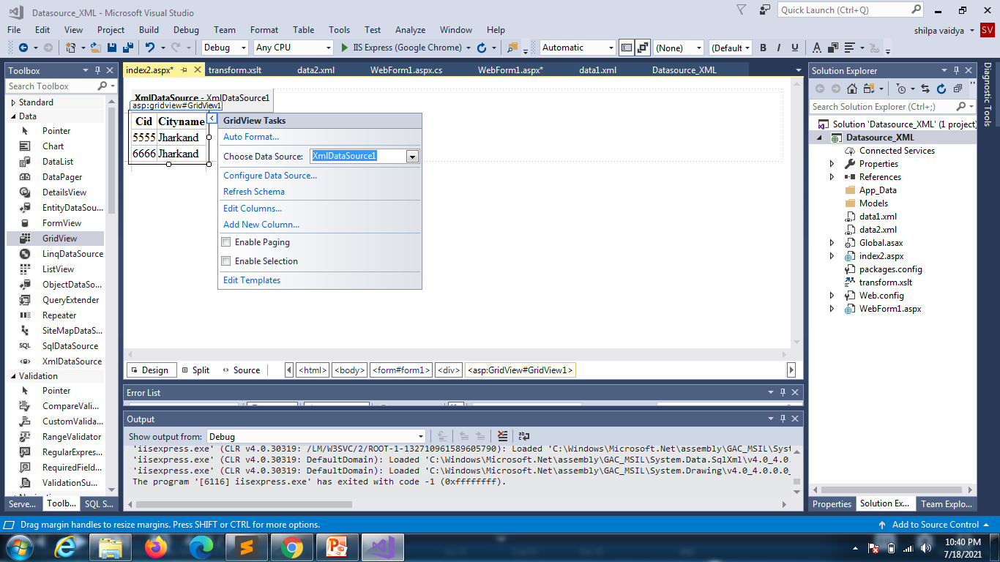 Datasource_XML - Microsoft Visual Studio
Quick Launch (Ctrl+Q)
File Edit View Project Build Debug Team Format Table Tools Test Analyze Window Help
shilpa vaidya SV
Debug Any CPU IIS Express (Google Chrome) Automatic (None) (Default
Toolbox
Search Toolbox
Standard
Data
Pointer
Chart
DataList
DataPager
DetailsView
EntityDataSou...
FormView
GridView
LinqDataSource
ListView
ObjectDataSo...
QueryExtender
Repeater
SiteMapDataS...
SqlDataSource
XmlDataSource
Validation
Pointer
CompareVali...
CustomValida...
RangeValidator
RegularExpres...
RequiredField...
ValidationSu...
Serve... Toolb... SQL S...
index2.aspx* transform.xslt data2.xml WebForm1.aspx.cs WebForm1.aspx* data1.xml Datasource_XML
XmlDataSource - XmlDataSource1
asp:gridview#GridView1
Cid Cityname
5555 Jharkand
6666 Jharkand
GridView Tasks
Auto Format...
Choose Data Source: XmlDataSource1
Configure Data Source...
Refresh Schema
Edit Columns...
Add New Column...
Enable Paging
Enable Selection
Edit Templates
Design Split Source <html> <body> <form#form1> <div> <asp:GridView#GridView1>
Error List
Output
Show output from: Debug
'iisexpress.exe' (CLR v4.0.30319: /LM/W3SVC/2/ROOT-1-132710961589605790): Loaded 'C:\Windows\Microsoft.Net\assembly\GAC_MSIL\Syst
'iisexpress.exe' (CLR v4.0.30319: DefaultDomain): Loaded 'C:\Windows\Microsoft.Net\assembly\GAC_MSIL\System.Data.SqlXml\v4.0_4.0.
'iisexpress.exe' (CLR v4.0.30319: DefaultDomain): Loaded 'C:\Windows\Microsoft.Net\assembly\GAC_MSIL\System.Drawing\v4.0_4.0.0.0_
The program '[6116] iisexpress.exe' has exited with code -1 (0xffffffff).
Solution Explorer
Search Solution Explorer (Ctrl+;)
Solution 'Datasource_XML' (1 project)
Datasource_XML
Connected Services
Properties
References
App_Data
Models
data1.xml
data2.xml
Global.asax
index2.aspx
packages.config
transform.xslt
Web.config
WebForm1.aspx
Properties Solution Ex... Team Explo...
Diagnostic Tools
Drag margin handles to resize margins. Press SHIFT or CTRL for more options.
Add to Source Control
10:40 PM
7/18/2021